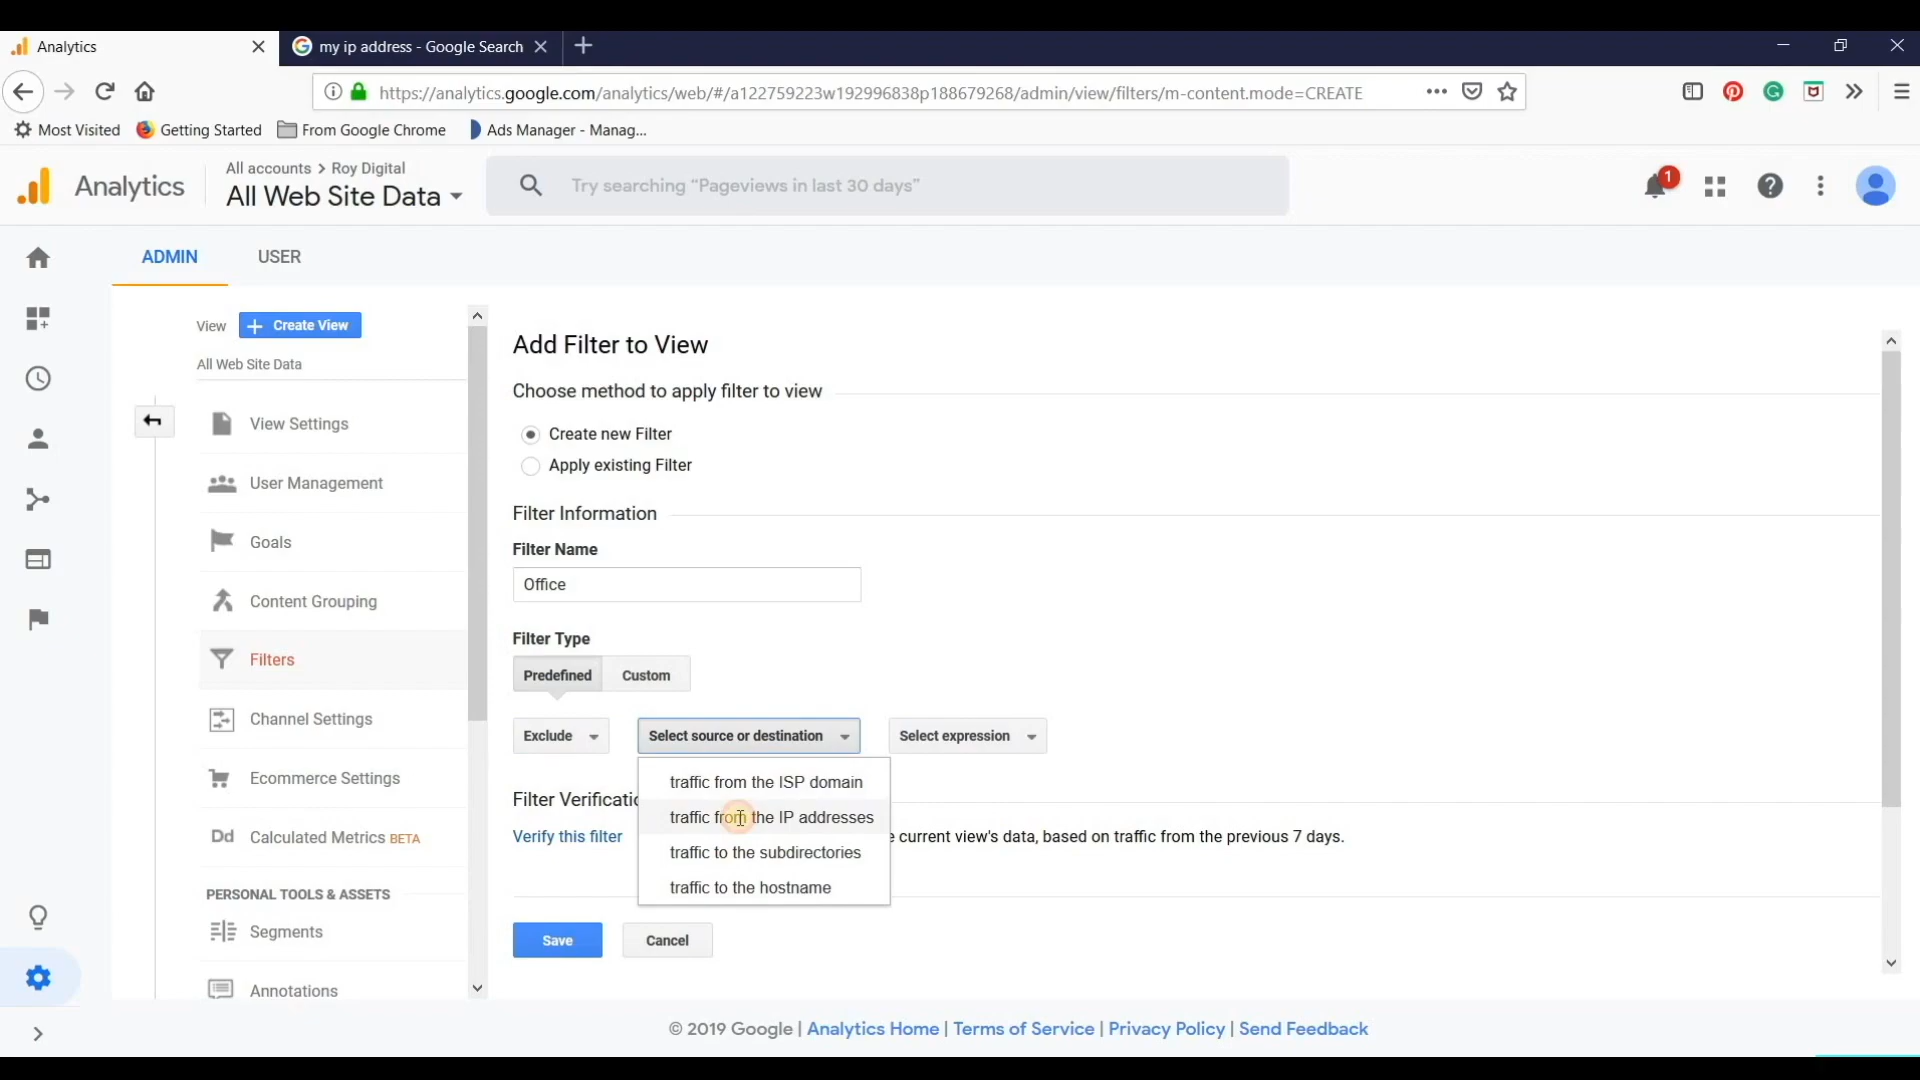 Analytics
my ip address - Google Search
https://analytics.google.com/analytics/web/#/a122759223w192996838p188679268/admin/view/filters/m-content.mode=CREATE
Most Visited
Getting Started
From Google Chrome
Ads Manager - Manag...
Analytics
All accounts > Roy Digital
All Web Site Data
Try searching “Pageviews in last 30 days”
1
ADMIN
USER
View
+ Create View
All Web Site Data
View Settings
User Management
Goals
Content Grouping
Filters
Channel Settings
Ecommerce Settings
Dd Calculated Metrics BETA
PERSONAL TOOLS & ASSETS
Segments
Annotations
Add Filter to View
Choose method to apply filter to view
Create new Filter
Apply existing Filter
Filter Information
Filter Name
Office
Filter Type
Predefined
Custom
Exclude
Select source or destination
Select expression
traffic from the ISP domain
traffic from the IP addresses
traffic to the subdirectories
traffic to the hostname
Filter Verificatio
Verify this filter
e current view's data, based on traffic from the previous 7 days.
Save
Cancel
© 2019 Google | Analytics Home | Terms of Service | Privacy Policy | Send Feedback